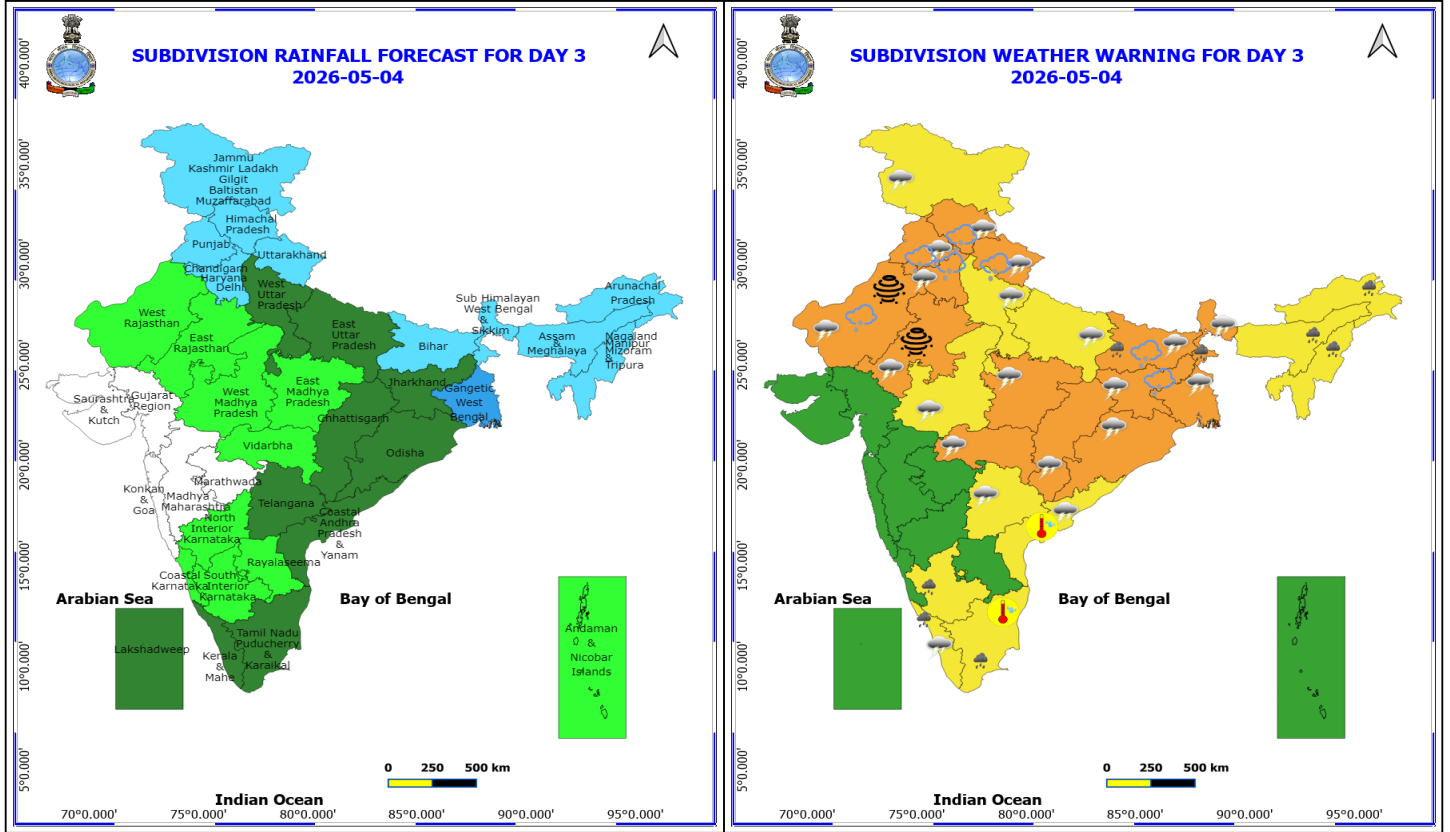 SUBDIVISION RAINFALL FORECAST FOR DAY 3
2026-05-04
40°0.000'
35°0.000'
30°0.000'
25°0.000'
20°0.000'
15°0.000'
10°0.000'
5°0.000'
Jammu
Kashmir Ladakh
Gilgit
Baltistan
Muzaffarabad
Himachal
Pradesh
Punjab
Uttarakhand
Chandigarh
Haryana
Delhi
West
Uttar
Pradesh
West
Rajasthan
East
Rajasthan
East
Uttar
Pradesh
Bihar
Sub Himalayan
West Bengal
&
Sikkim
Arunachal
Pradesh
Assam
&
Meghalaya
Nagaland
Manipur
Mizoram
&
Tripura
Saurashtra
&
Kutch
Gujarat
Region
West
Madhya
Pradesh
East
Madhya
Pradesh
Jharkhand
Gangetic
West
Bengal
Chhattisgarh
Vidarbha
Odisha
Konkan
&
Goa
Madhya
Maharashtra
Marathwada
Telangana
North
Interior
Karnataka
Coastal
Andhra
Pradesh
&
Yanam
Rayalaseema
Coastal
Karnataka
South
Interior
Karnataka
Arabian Sea
Bay of Bengal
Lakshadweep
Kerala
&
Mahe
Tamil Nadu
Puducherry
&
Karaikal
Andaman
&
Nicobar
Islands
0 250 500 km
Indian Ocean
70°0.000' 75°0.000' 80°0.000' 85°0.000' 90°0.000' 95°0.000'
SUBDIVISION WEATHER WARNING FOR DAY 3
2026-05-04
40°0.000'
35°0.000'
30°0.000'
25°0.000'
20°0.000'
15°0.000'
10°0.000'
5°0.000'
Arabian Sea
Bay of Bengal
0 250 500 km
Indian Ocean
70°0.000' 75°0.000' 80°0.000' 85°0.000' 90°0.000' 95°0.000'